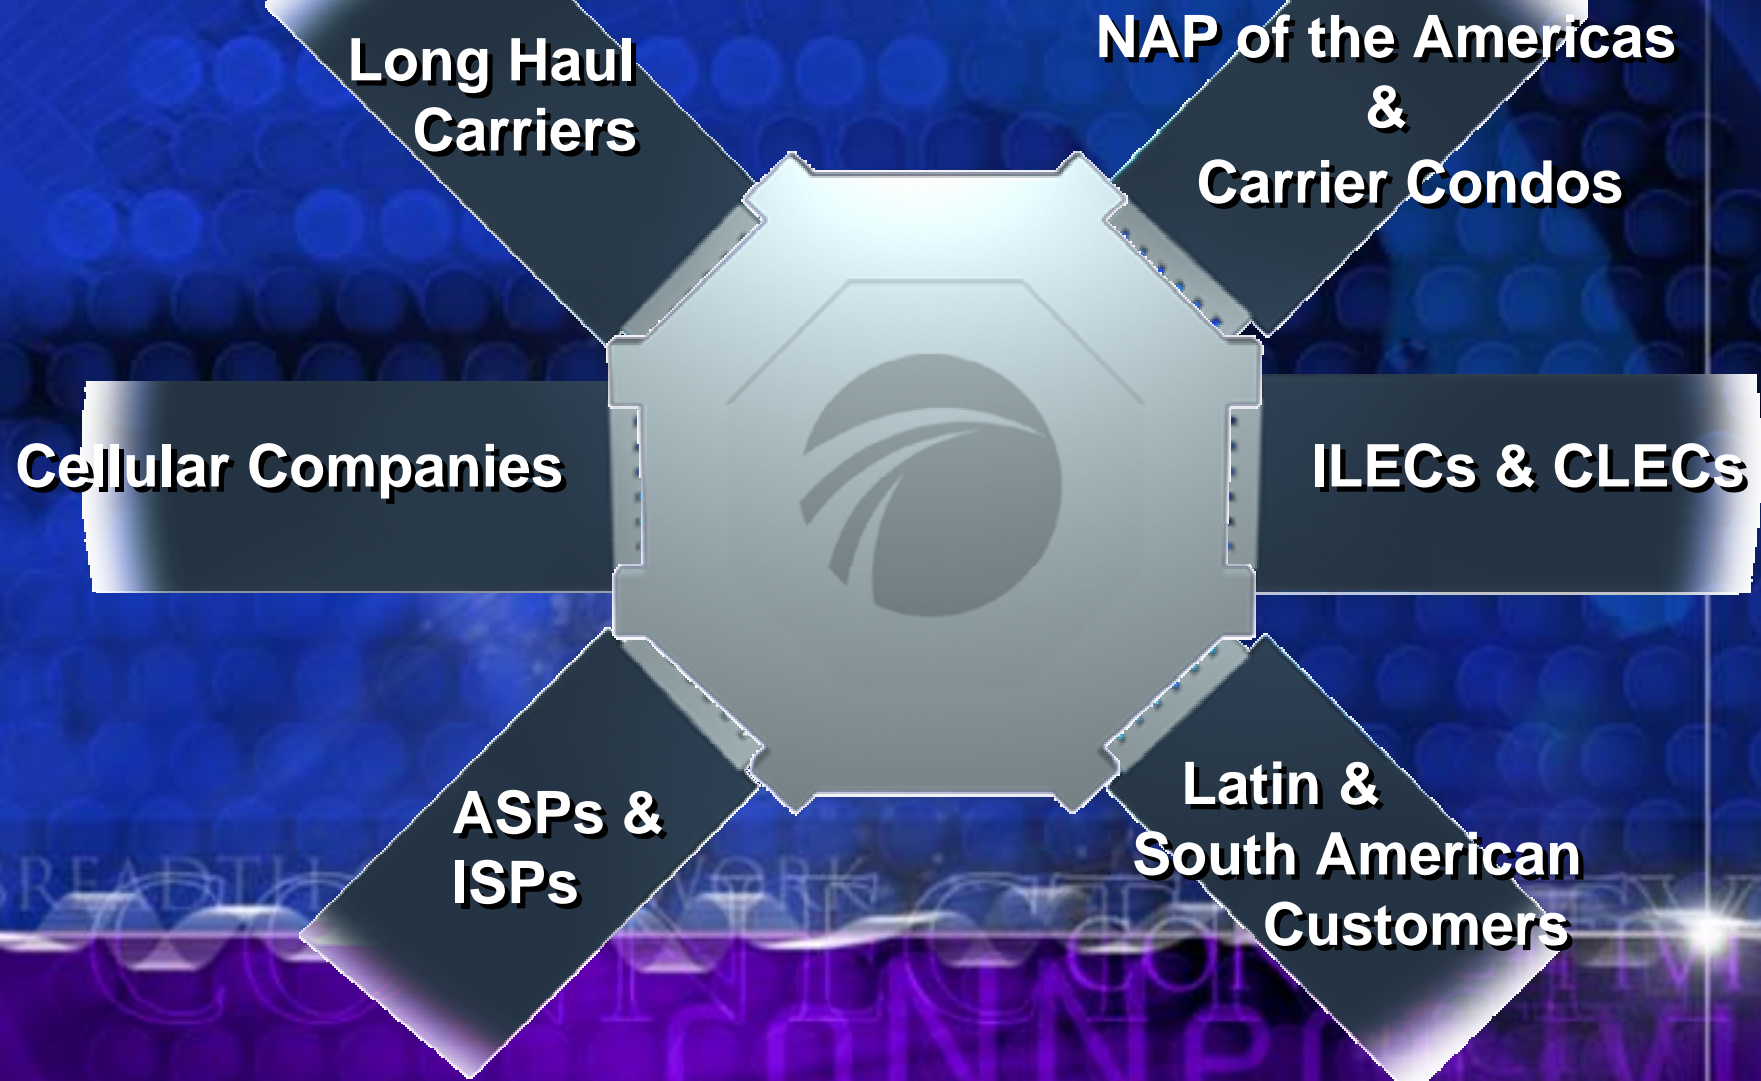 Long Haul
Carriers
NAP of the Americas
&
Carrier Condos
Cellular Companies
ILECs & CLECs
ASPs &
ISPs
Latin &
South American
Customers